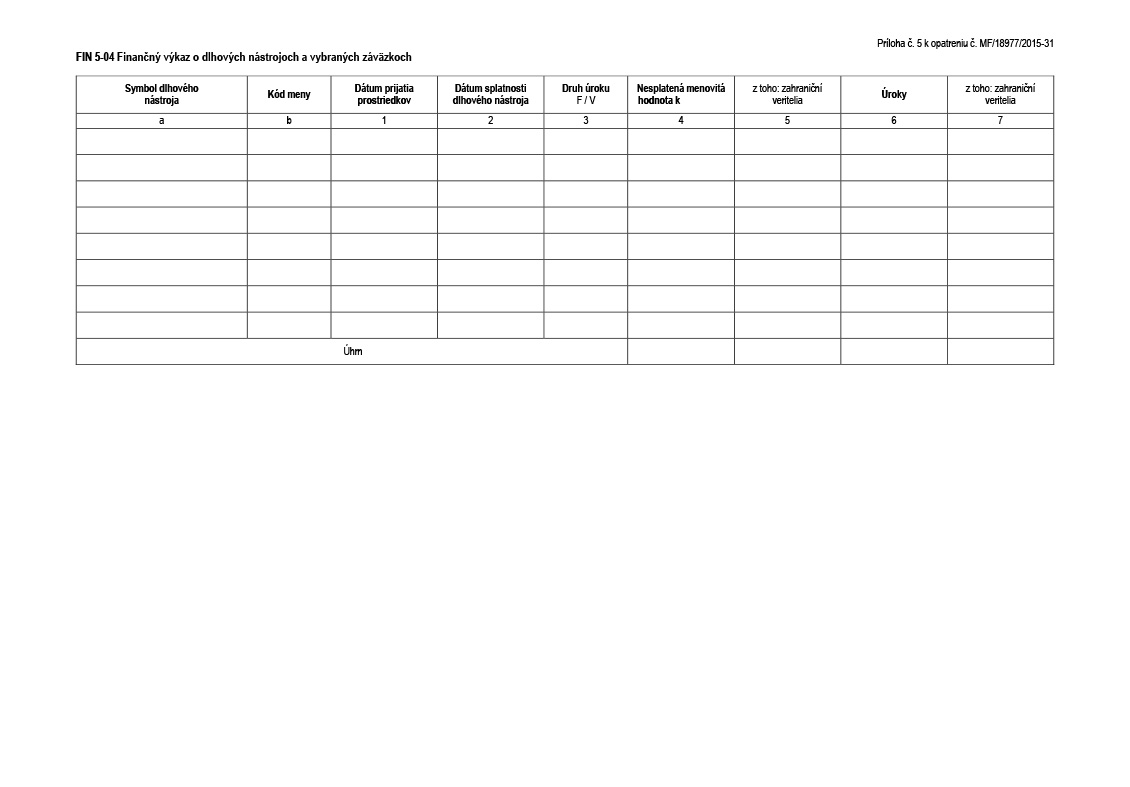 Príloha č. 5 k opatreniu č. MF/18977/2015-31
FIN 5-04 Finančný výkaz o dlhových nástrojoch a vybraných záväzkoch
Symbol dlhového nástroja
Kód meny
Dátum prijatia prostriedkov
Dátum splatnosti dlhového nástroja
Druh úroku F / V
Nesplatená menovitá hodnota k
z toho: zahraniční veritelia
Úroky
z toho: zahraniční veritelia
a b 1 2 3 4 5 6 7
Úhrn